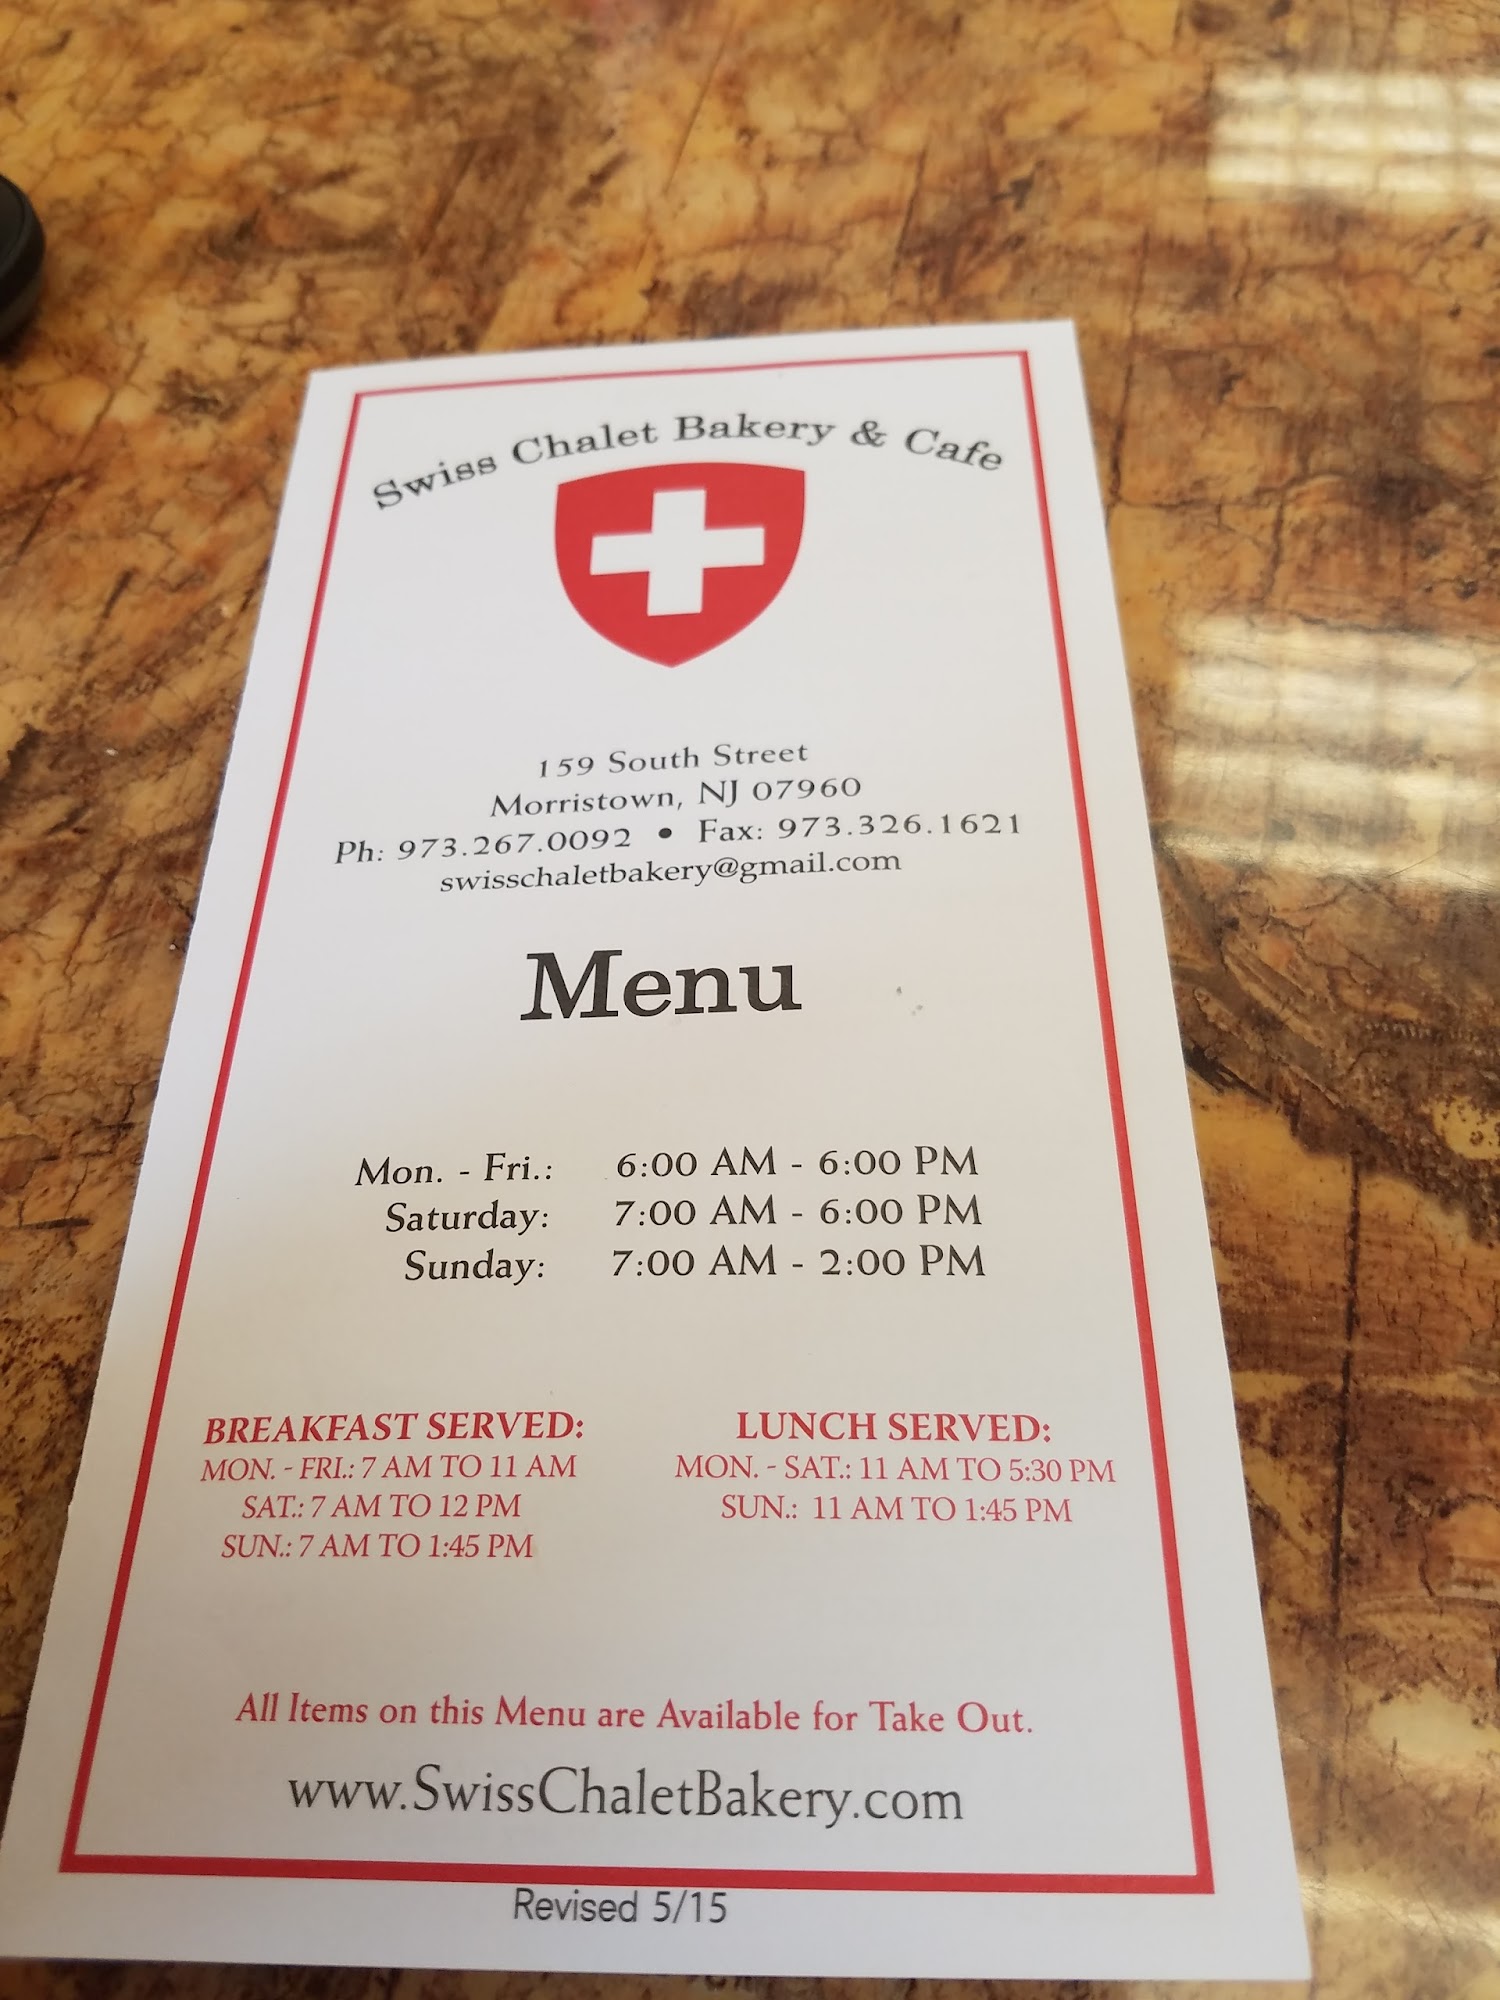 Swiss Chalet Bakery & Cafe
159 South Street
Morristown, NJ 07960
Ph: 973.267.0092 • Fax: 973.326.1621
swisschaletbakery@gmail.com
Menu
Mon. - Fri.: 6:00 AM - 6:00 PM
Saturday: 7:00 AM - 6:00 PM
Sunday: 7:00 AM - 2:00 PM
BREAKFAST SERVED:
MON. - FRI.: 7 AM TO 11 AM
SAT.: 7 AM TO 12 PM
SUN.: 7 AM TO 1:45 PM
LUNCH SERVED:
MON. - SAT.: 11 AM TO 5:30 PM
SUN.: 11 AM TO 1:45 PM
All Items on this Menu are Available for Take Out.
www.SwissChaletBakery.com
Revised 5/15